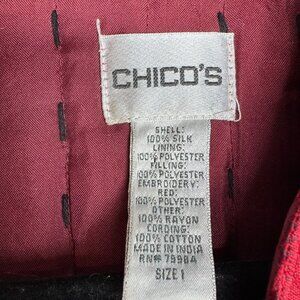 CHICO'S
SHELL:
100% SILK
LINING:
100% POLYESTER
FILLING:
100% POLYESTER
EMBROIDERY:
RED:
100% POLYESTER
OTHER:
100% RAYON
CORDING:
100% COTTON
MADE IN INDIA
RN# 79984
SIZE 1